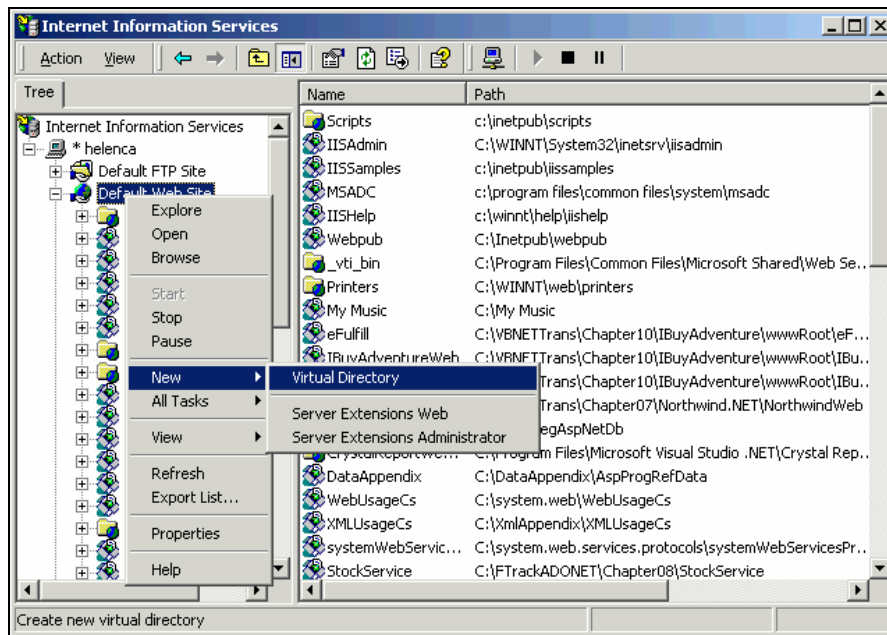 Internet Information Services
Action View
Tree
Name Path
Internet Information Services
* helenca
Default FTP Site
Default Web Site
Explore
Open
Browse
Start
Stop
Pause
New
All Tasks
View
Refresh
Export List...
Properties
Help
Virtual Directory
Server Extensions Web
Server Extensions Administrator
Scripts c:\inetpub\scripts
IISAdmin C:\WINNT\System32\inetsrv\iisadmin
IISSamples c:\inetpub\iissamples
MSADC c:\program files\common files\system\msadc
IISHelp c:\winnt\help\iishelp
Webpub C:\Inetpub\webpub
_vti_bin C:\Program Files\Common Files\Microsoft Shared\Web Se...
Printers C:\WINNT\web\printers
My Music C:\My Music
eFulfill C:\VBNETTrans\Chapter10\IBuyAdventure\wwwRoot\eF...
IBuyAdventureWeb C:\VBNETTrans\Chapter10\IBuyAdventure\wwwRoot\IBu...
Trans\Chapter10\IBuyAdventure\wwwRoot\IBu...
Trans\Chapter07\Northwind.NET\NorthwindWeb
egAspNetDb
C:\Program Files\Microsoft Visual Studio .NET\Crystal Rep...
DataAppendix C:\DataAppendix\AspProgRefData
WebUsageCs C:\system.web\WebUsageCs
XMLUsageCs C:\XmlAppendix\XMLUsageCs
systemWebServic... C:\system.web.services.protocols\systemWebServicesPr...
StockService C:\FTrackADONET\Chapter08\StockService
Create new virtual directory